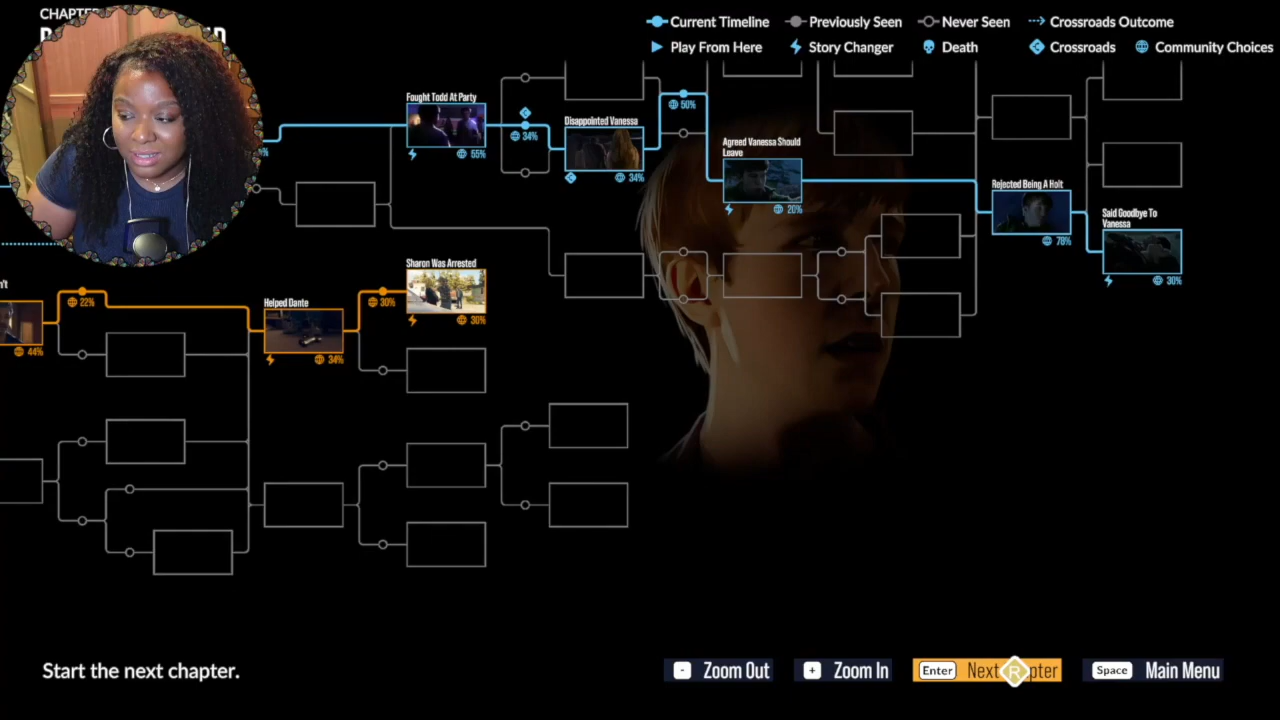 CHAPTER
Current Timeline
Previously Seen
Never Seen
Crossroads Outcome
Play From Here
Story Changer
Death
Crossroads
Community Choices
Fought Todd At Party
55%
34%
Disappointed Vanessa
34%
50%
Agreed Vanessa Should
Leave
20%
Rejected Being A Holt
78%
Said Goodbye To
Vanessa
30%
44%
22%
Helped Dante
34%
30%
Sharon Was Arrested
30%
Start the next chapter.
- Zoom Out
+ Zoom In
Enter Next R pter
Space Main Menu